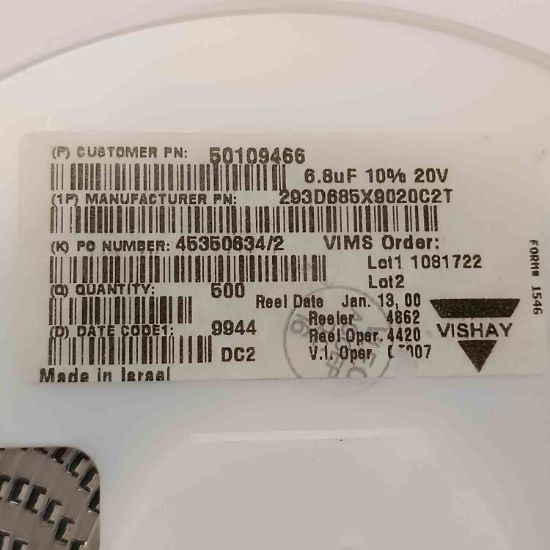 (P) CUSTOMER PN: 50109466
6.8uF 10% 20V
(1P) MANUFACTURER PN: 293D685X9020C2T
(K) PO NUMBER: 45350634/2 VIMS Order:
Lot1 1081722
(Q) QUANTITY: 500 Lot2
Reel Date Jan. 13, 00
Reeler 4862
(D) DATE CODE1: 9944 Reel Oper. 4420
DC2 V.I. Oper.
Made in Israel
VISHAY
FORM# 1546